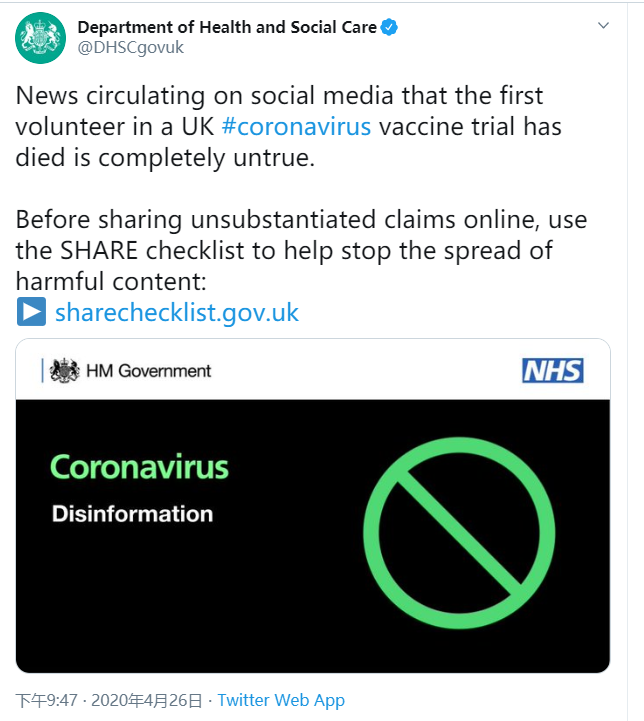 Department of Health and Social Care
@DHSCgovuk
News circulating on social media that the first
volunteer in a UK #coronavirus vaccine trial has
died is completely untrue.
Before sharing unsubstantiated claims online, use
the SHARE checklist to help stop the spread of
harmful content:
sharechecklist.gov.uk
HM Government
NHS
Coronavirus
Disinformation
下午9:47 · 2020年4月26日 · Twitter Web App